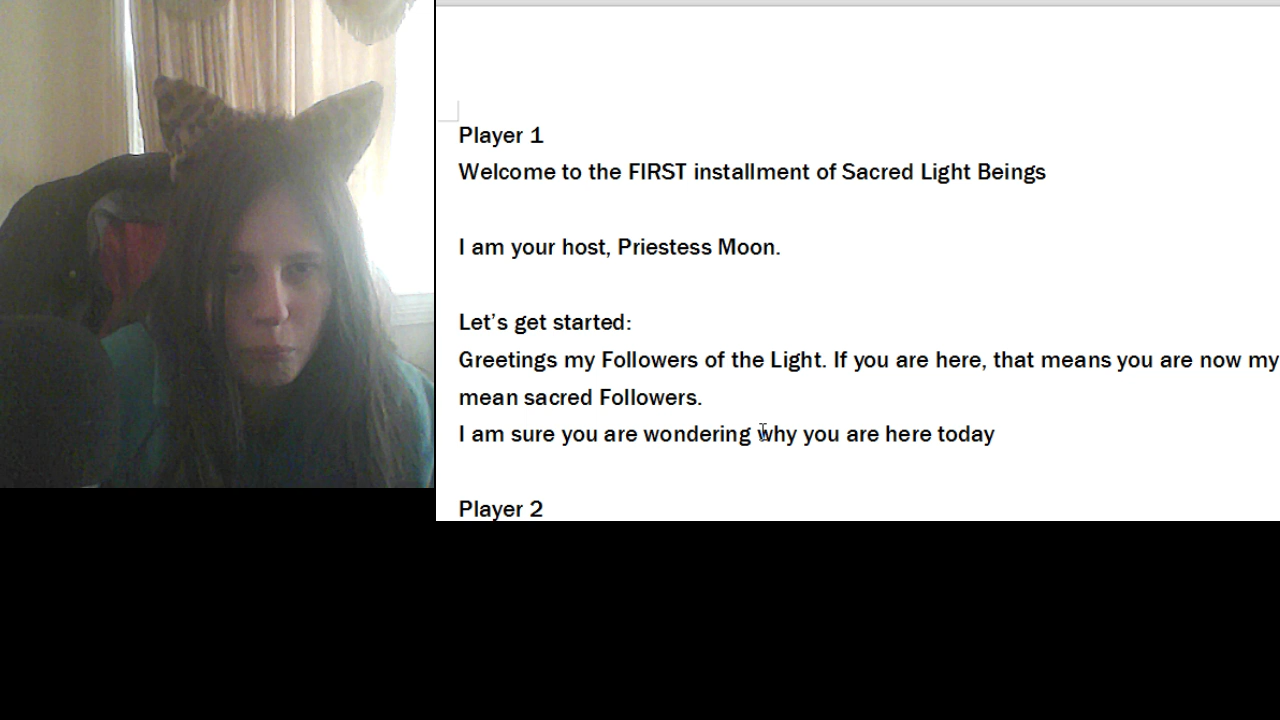 Player 1
Welcome to the FIRST installment of Sacred Light Beings
I am your host, Priestess Moon.
Let’s get started:
Greetings my Followers of the Light. If you are here, that means you are now my
mean sacred Followers.
I am sure you are wondering why you are here today
Player 2